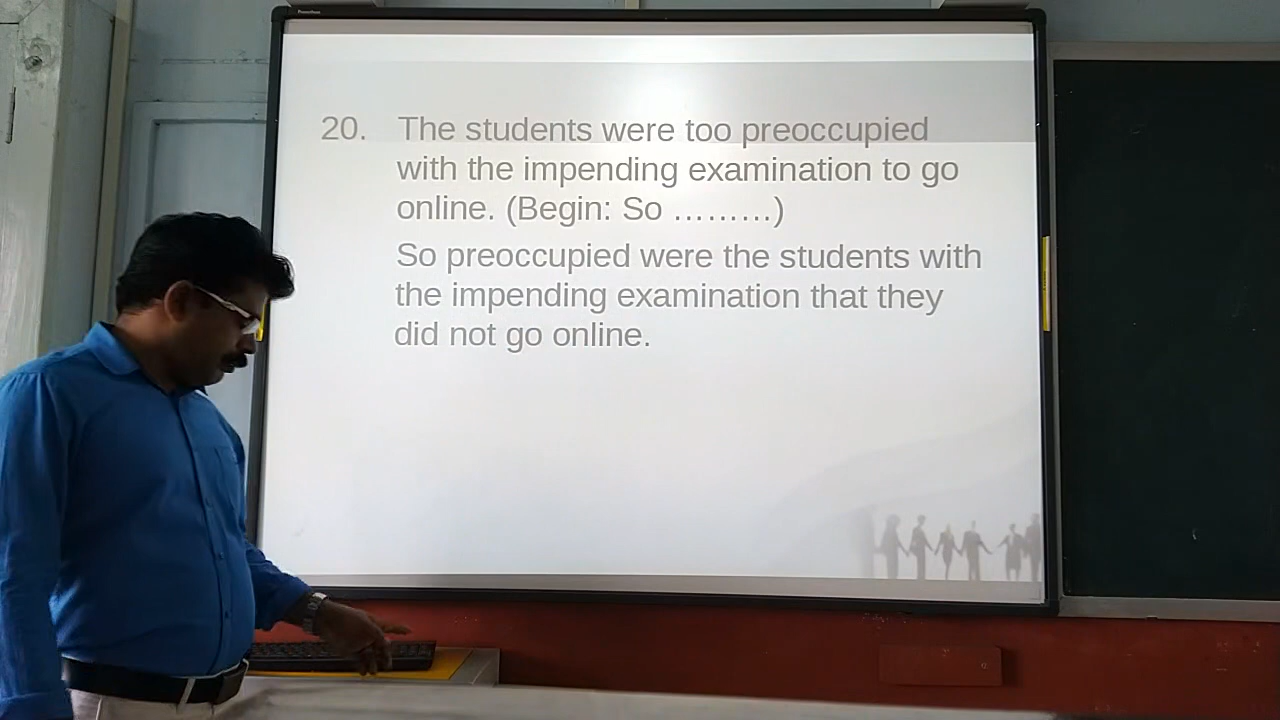 20. The students were too preoccupied
with the impending examination to go
online. (Begin: So ………)
So preoccupied were the students with
the impending examination that they
did not go online.